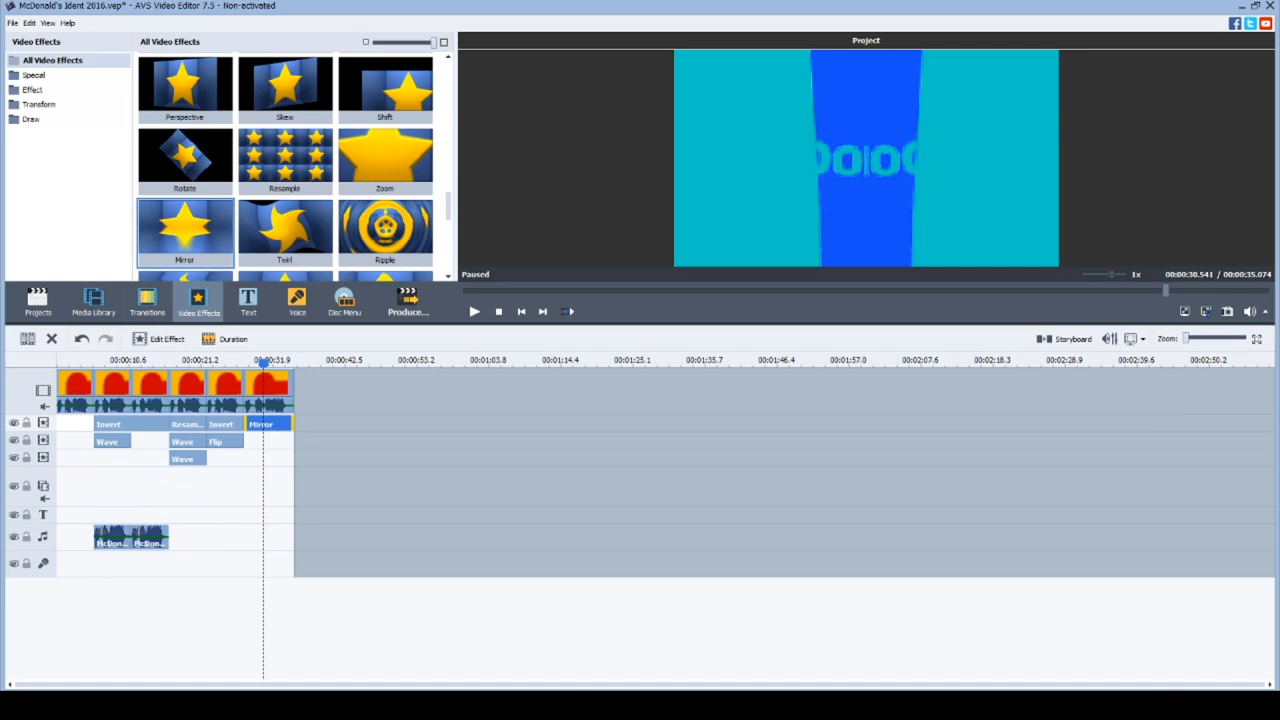 McDonald's Ident 2016.vep* - AVS Video Editor 7.5 - Non-activated
File Edit View Help
Video Effects
All Video Effects
Special
Effect
Transform
Draw
All Video Effects
Perspective
Skew
Shift
Rotate
Resample
Zoom
Mirror
Twirl
Ripple
Project
Paused
1x
00:00:30.541 / 00:00:35.074
Projects
Media Library
Transitions
Video Effects
Text
Voice
Disc Menu
Produce...
Edit Effect
Duration
Storyboard
Zoom:
00:00:10.6 00:00:21.2 00:00:31.9 00:00:42.5 00:00:53.2 00:01:03.8 00:01:14.4 00:01:25.1 00:01:35.7 00:01:46.4 00:01:57.0 00:02:07.6 00:02:18.3 00:02:28.9 00:02:39.6 00:02:50.2
Invert Resam... Invert Mirror
Wave Wave Flip
Wave
T
McDon... McDon...